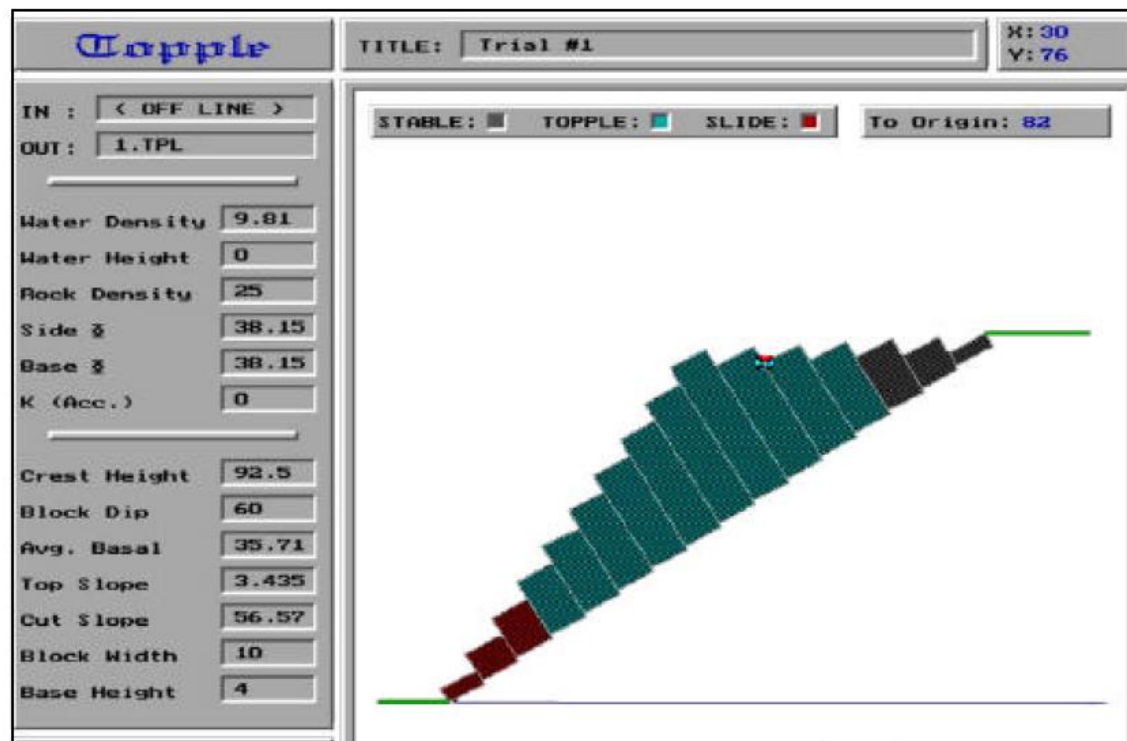 Topple
TITLE: Trial #1
X: 30
Y: 76
IN : < OFF LINE >
OUT: 1.TPL
Water Density 9.81
Water Height 0
Rock Density 25
Side Φ 38.15
Base Φ 38.15
K (Acc.) 0
Crest Height 92.5
Block Dip 60
Avg. Basal 35.71
Top Slope 3.435
Cut Slope 56.57
Block Width 10
Base Height 4
STABLE: TOPPLE: SLIDE:
To Origin: 82